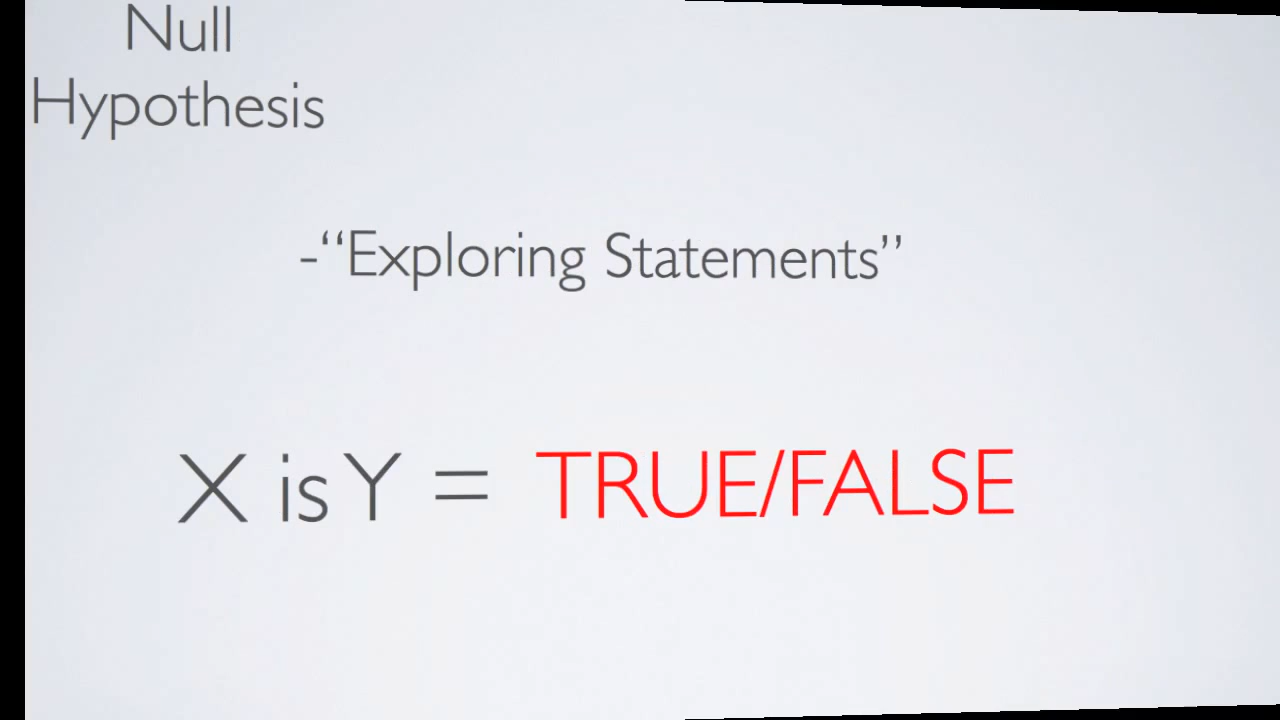 Null
Hypothesis
-“Exploring Statements”
X is Y = TRUE/FALSE